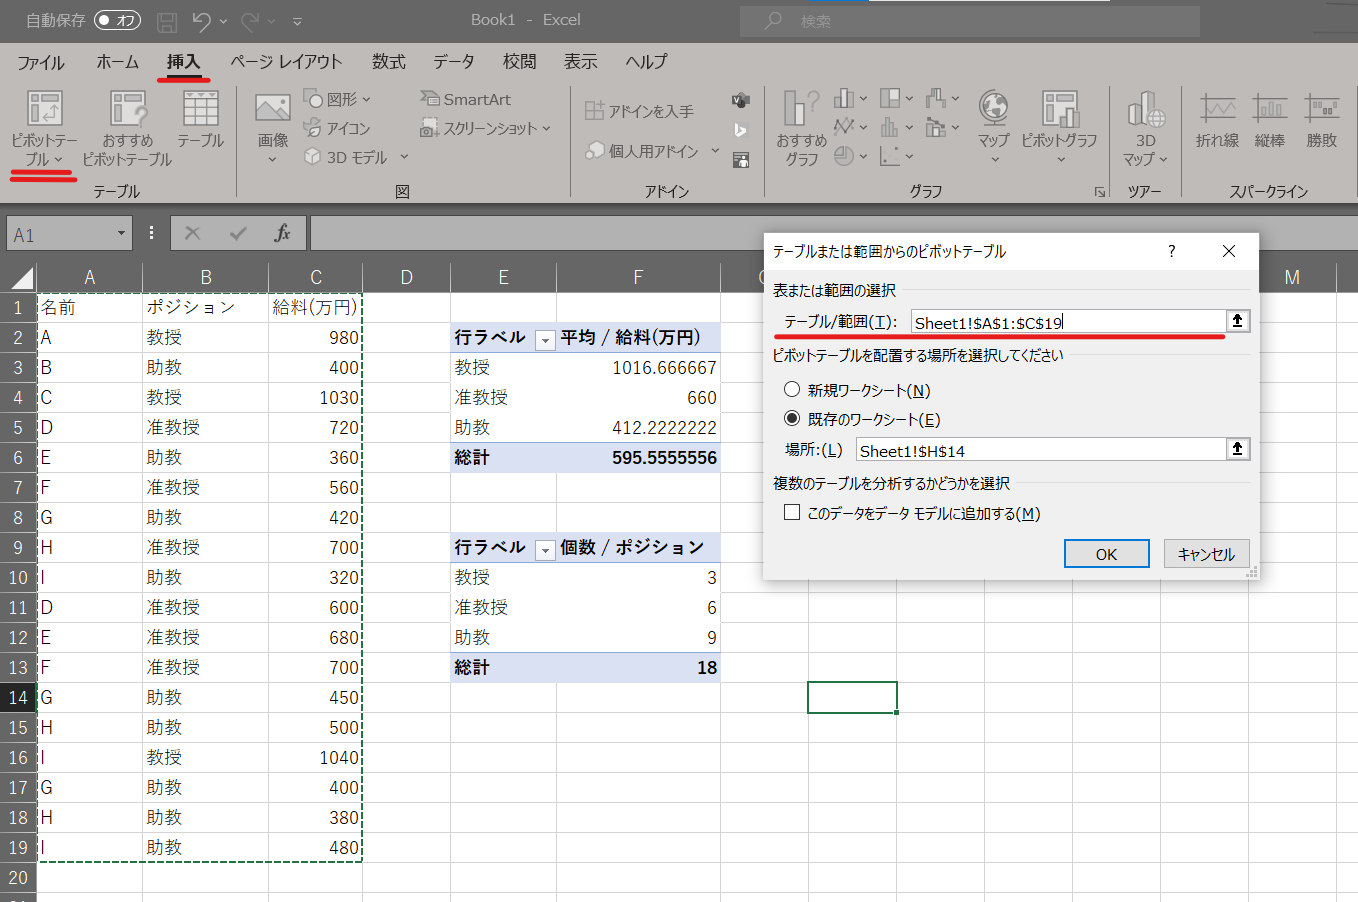 自動保存 オフ
Book1 - Excel
検索
ファイル ホーム 挿入 ページ レイアウト 数式 データ 校閲 表示 ヘルプ
ピボットテー
ブル
おすすめ
ピボットテーブル
テーブル
テーブル
画像
図形
アイコン
3D モデル
SmartArt
スクリーンショット
図
アドインを入手
個人用アドイン
アドイン
おすすめ
グラフ
マップ
ピボットグラフ
グラフ
3D
マップ
ツアー
折れ線 縦棒 勝敗
スパークライン
A1
fx
A B C D E F M
1 名前 ポジション 給料(万円)
2 A 教授 980 行ラベル 平均 / 給料(万円)
3 B 助教 400 教授 1016.666667
4 C 教授 1030 准教授 660
5 D 准教授 720 助教 412.2222222
6 E 助教 360 総計 595.5555556
7 F 准教授 560
8 G 助教 420
9 H 准教授 700 行ラベル 個数 / ポジション
10 I 助教 320 教授 3
11 D 准教授 600 准教授 6
12 E 准教授 680 助教 9
13 F 准教授 700 総計 18
14 G 助教 450
15 H 助教 500
16 I 教授 1040
17 G 助教 400
18 H 助教 380
19 I 助教 480
20
テーブルまたは範囲からのピボットテーブル ?
表または範囲の選択
テーブル/範囲(T): Sheet1!$A$1:$C$19
ピボットテーブルを配置する場所を選択してください
新規ワークシート(N)
既存のワークシート(E)
場所:(L) Sheet1!$H$14
複数のテーブルを分析するかどうかを選択
このデータをデータ モデルに追加する(M)
OK キャンセル